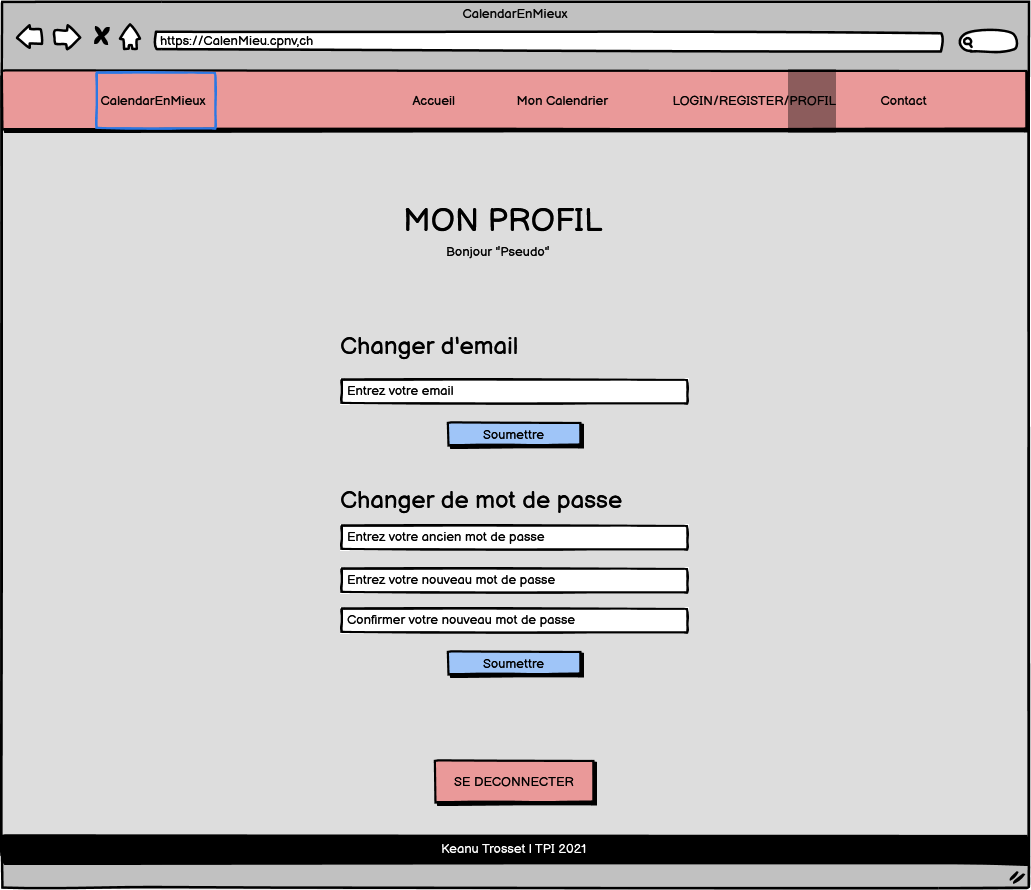 CalendarEnMieux
https://CalenMieu.cpnv,ch
CalendarEnMieux Accueil Mon Calendrier LOGIN/REGISTER/PROFIL Contact
MON PROFIL
Bonjour "Pseudo"
Changer d'email
Entrez votre email
Soumettre
Changer de mot de passe
Entrez votre ancien mot de passe
Entrez votre nouveau mot de passe
Confirmer votre nouveau mot de passe
Soumettre
SE DECONNECTER
Keanu Trosset | TPI 2021